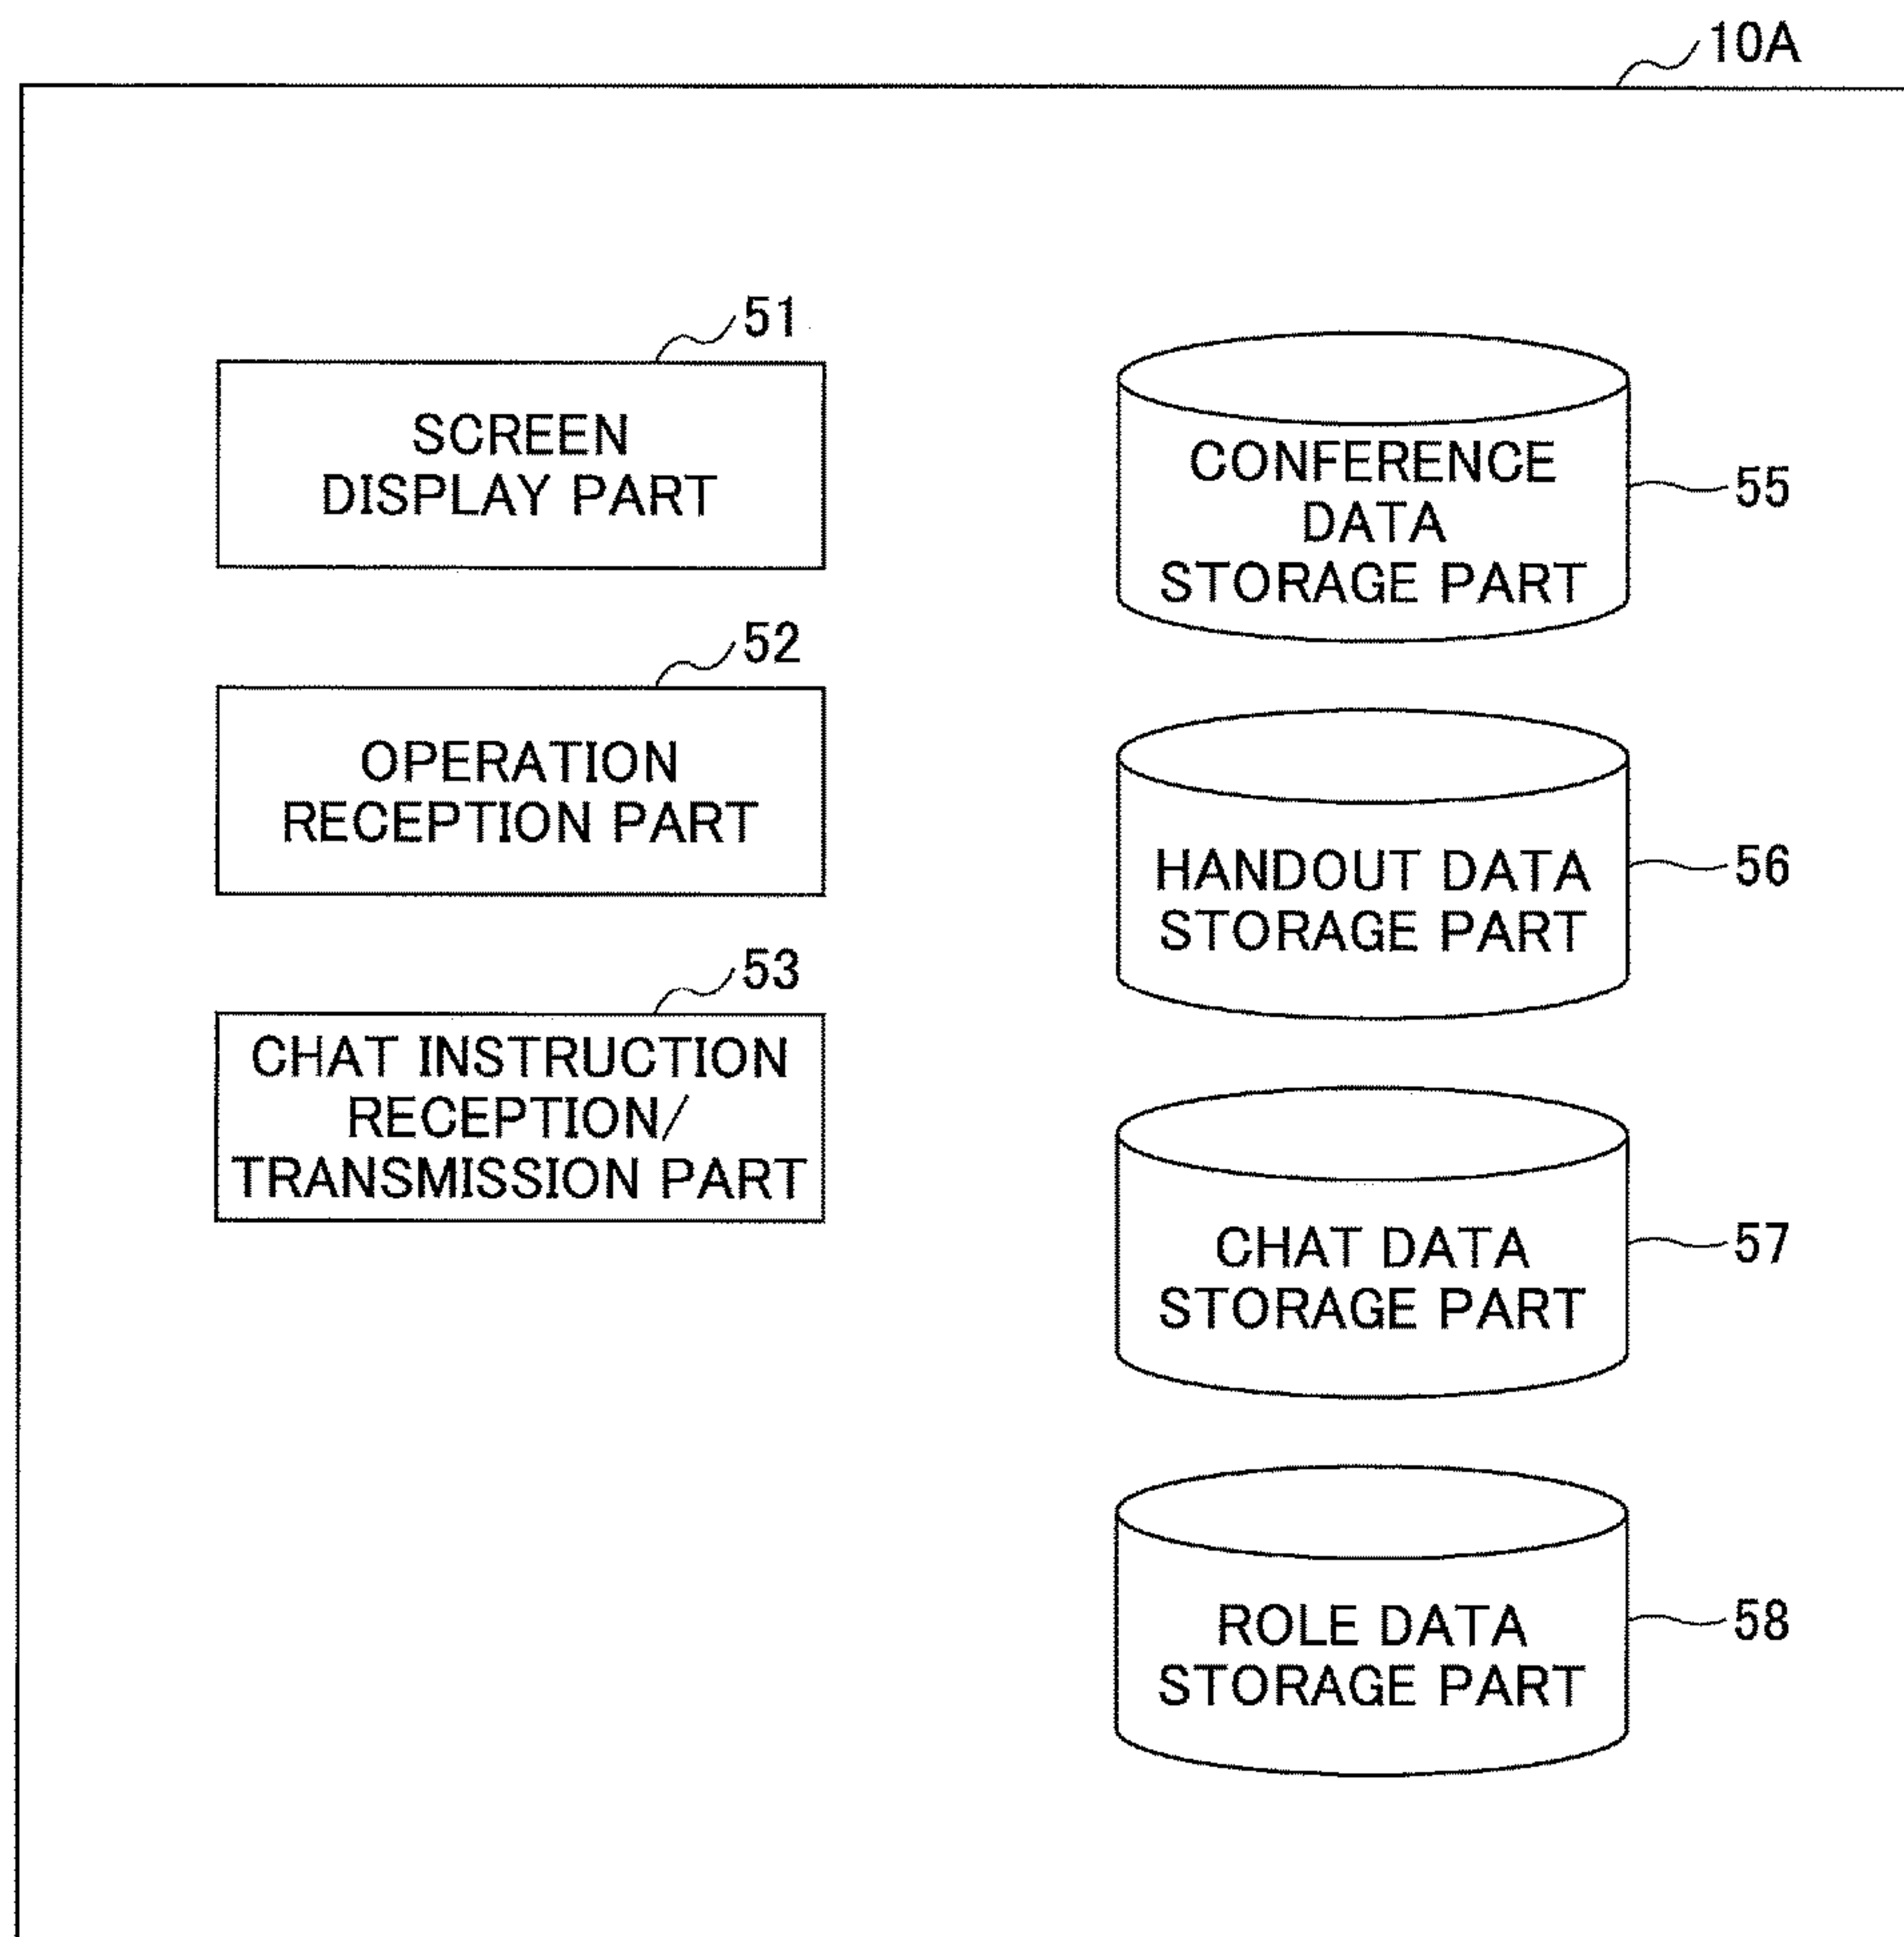 10A
51
SCREEN
DISPLAY PART
52
OPERATION
RECEPTION PART
53
CHAT INSTRUCTION
RECEPTION/
TRANSMISSION PART
CONFERENCE
DATA
STORAGE PART
55
HANDOUT DATA
STORAGE PART
56
CHAT DATA
STORAGE PART
57
ROLE DATA
STORAGE PART
58